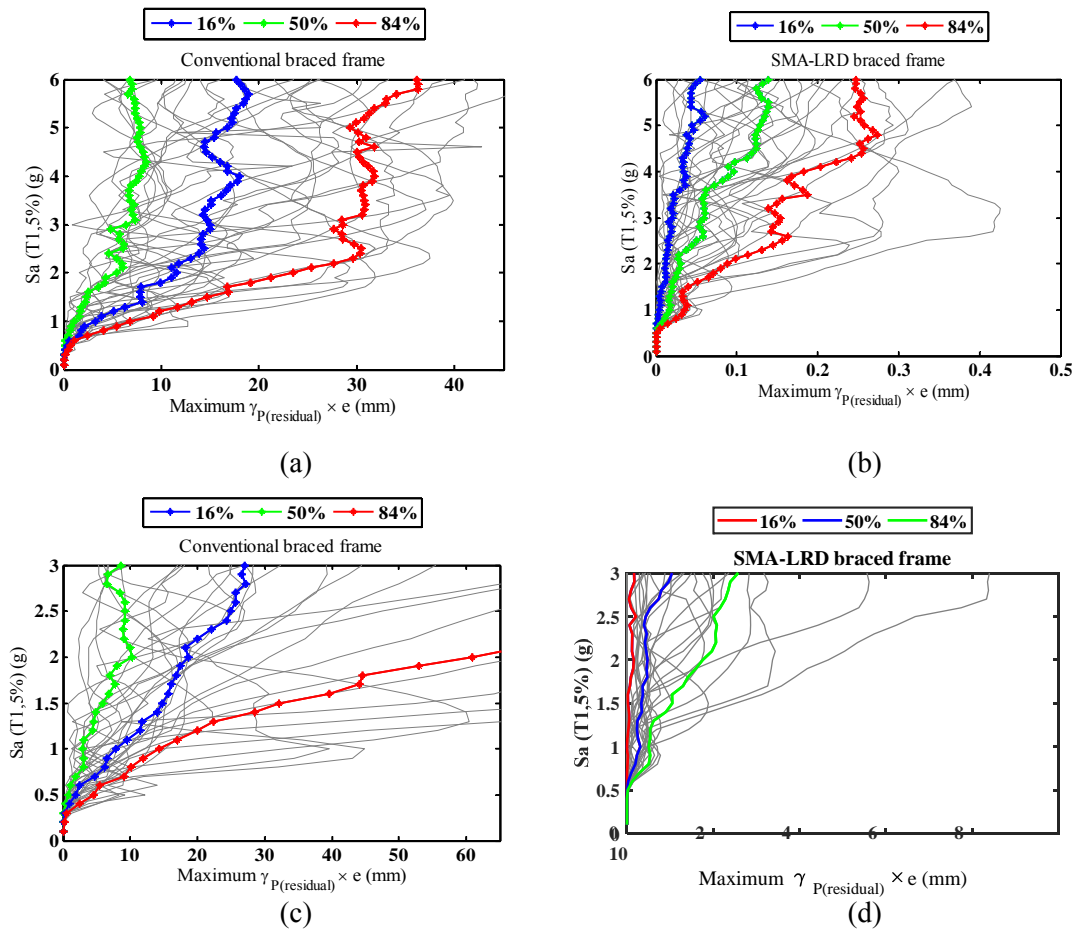 16% 50% 84%
Conventional braced frame
Sa (T1,5%) (g)
6
5
4
3
2
1
0
0 10 20 30 40
Maximum γP(residual) × e (mm)
(a)
16% 50% 84%
SMA-LRD braced frame
Sa (T1,5%) (g)
6
5
4
3
2
1
0
0 0.1 0.2 0.3 0.4 0.5
Maximum γP(residual) × e (mm)
(b)
16% 50% 84%
Conventional braced frame
Sa (T1,5%) (g)
3
2.5
2
1.5
1
0.5
0
0 10 20 30 40 50 60
Maximum γP(residual) × e (mm)
(c)
16% 50% 84%
SMA-LRD braced frame
Sa (T1,5%) (g)
3
2.5
2
1.5
1
0.5
0 2 4 6 8
10
Maximum γ P(residual) × e (mm)
(d)